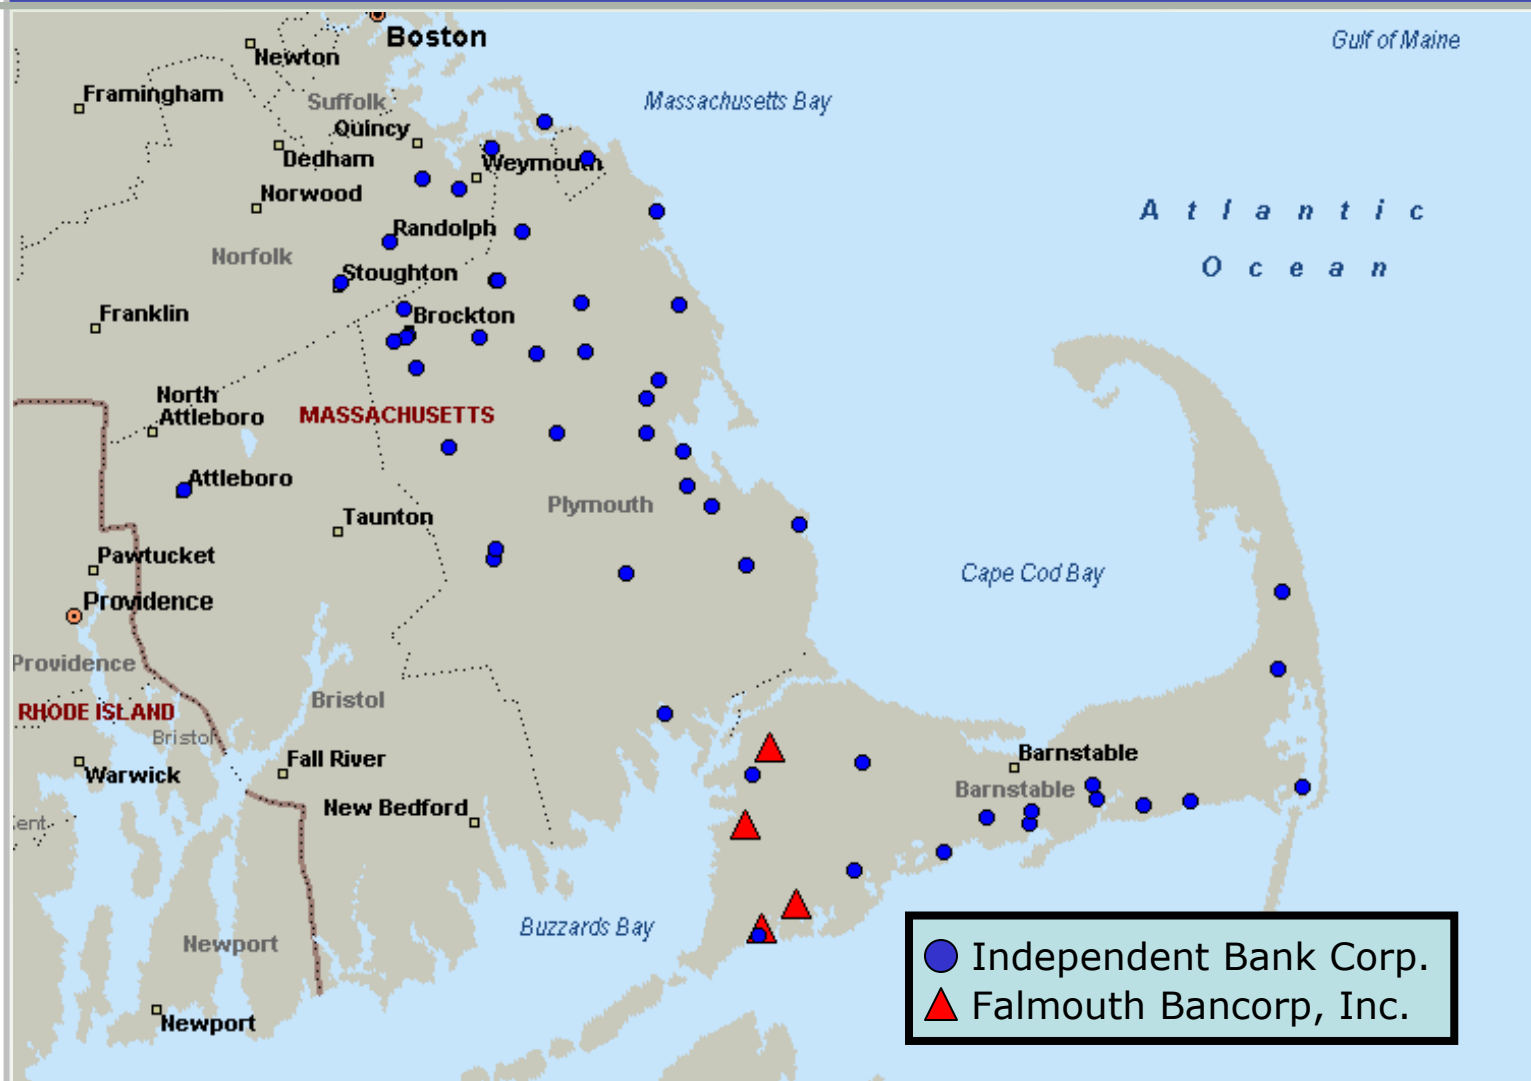 Boston
Gulf of Maine
Newton
Framingham
Suffolk
Massachusetts Bay
Quincy
Dedham
Weymouth
Norwood
Atlantic
Randolph
Norfolk
Ocean
Stoughton
Franklin
Brockton
North
Attleboro
MASSACHUSETTS
Attleboro
Plymouth
Taunton
Pawtucket
Cape Cod Bay
Providence
Providence
Bristol
RHODE ISLAND
Bristol
Barnstable
Fall River
Warwick
Barnstable
New Bedford
Buzzards Bay
Newport
Independent Bank Corp.
Falmouth Bancorp, Inc.
Newport